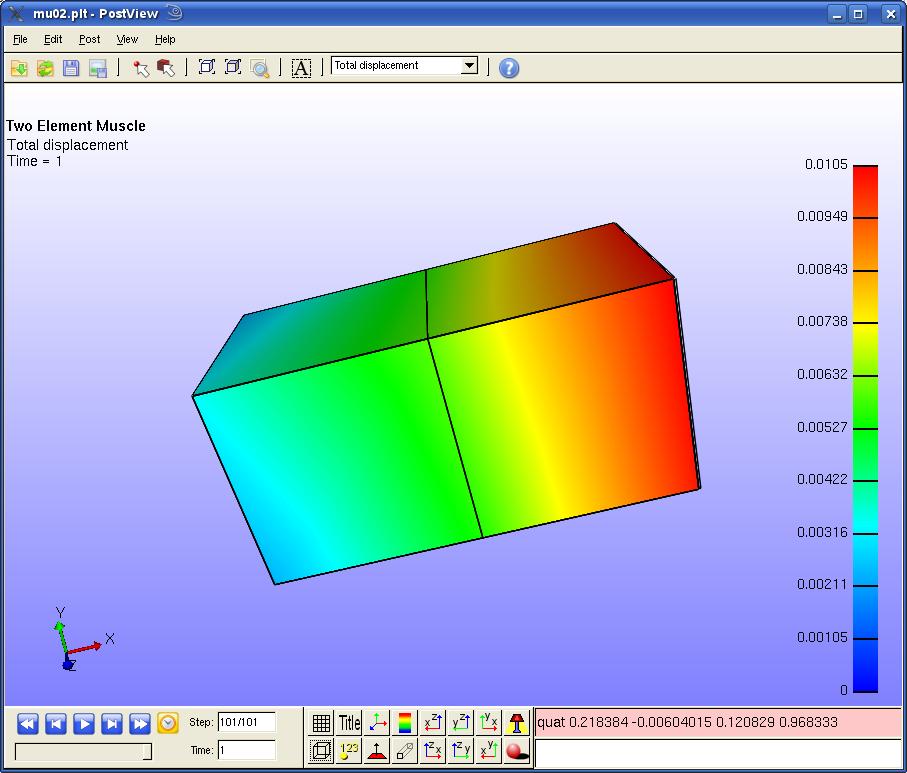 mu02.plt - PostView
File Edit Post View Help
A Total displacement ?
Two Element Muscle
Total displacement
Time = 1
0.0105
0.00949
0.00843
0.00738
0.00632
0.00527
0.00422
0.00316
0.00211
0.00105
0
Y
X
Z
Step: 101/101
Time: 1
Title
123
quat 0.218384 -0.00604015 0.120829 0.968333